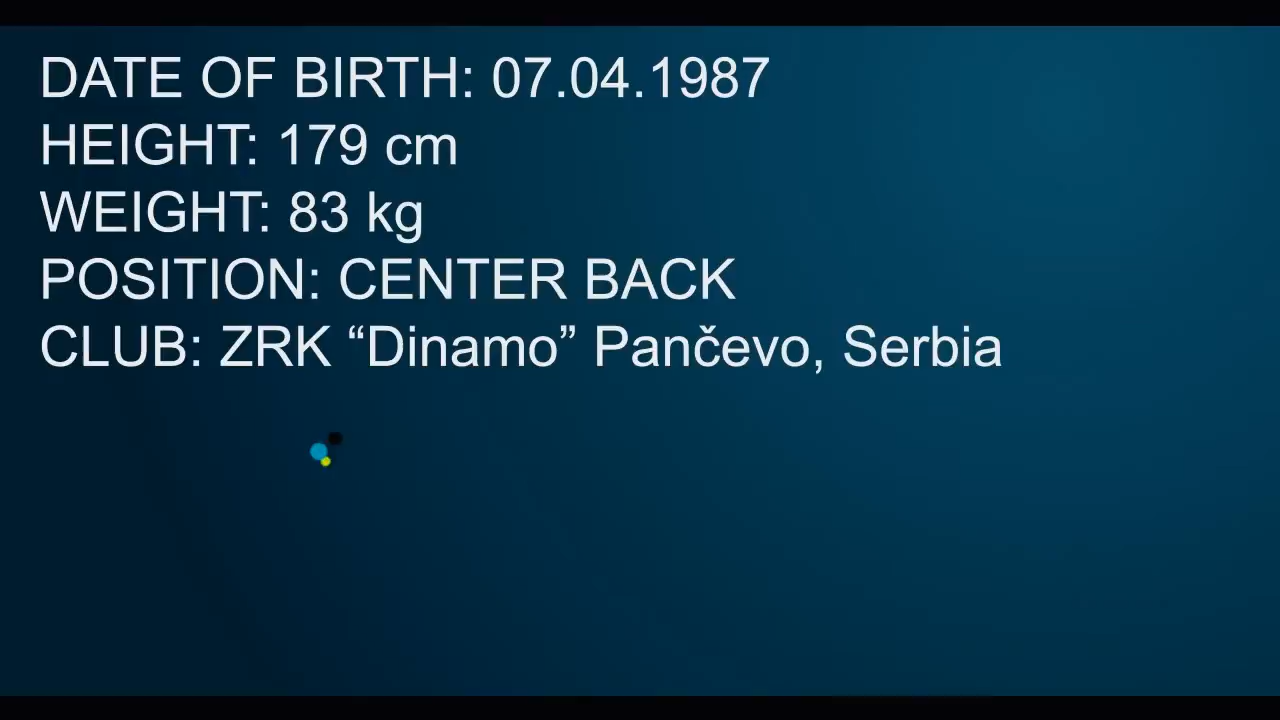 DATE OF BIRTH: 07.04.1987
HEIGHT: 179 cm
WEIGHT: 83 kg
POSITION: CENTER BACK
CLUB: ZRK “Dinamo” Pančevo, Serbia